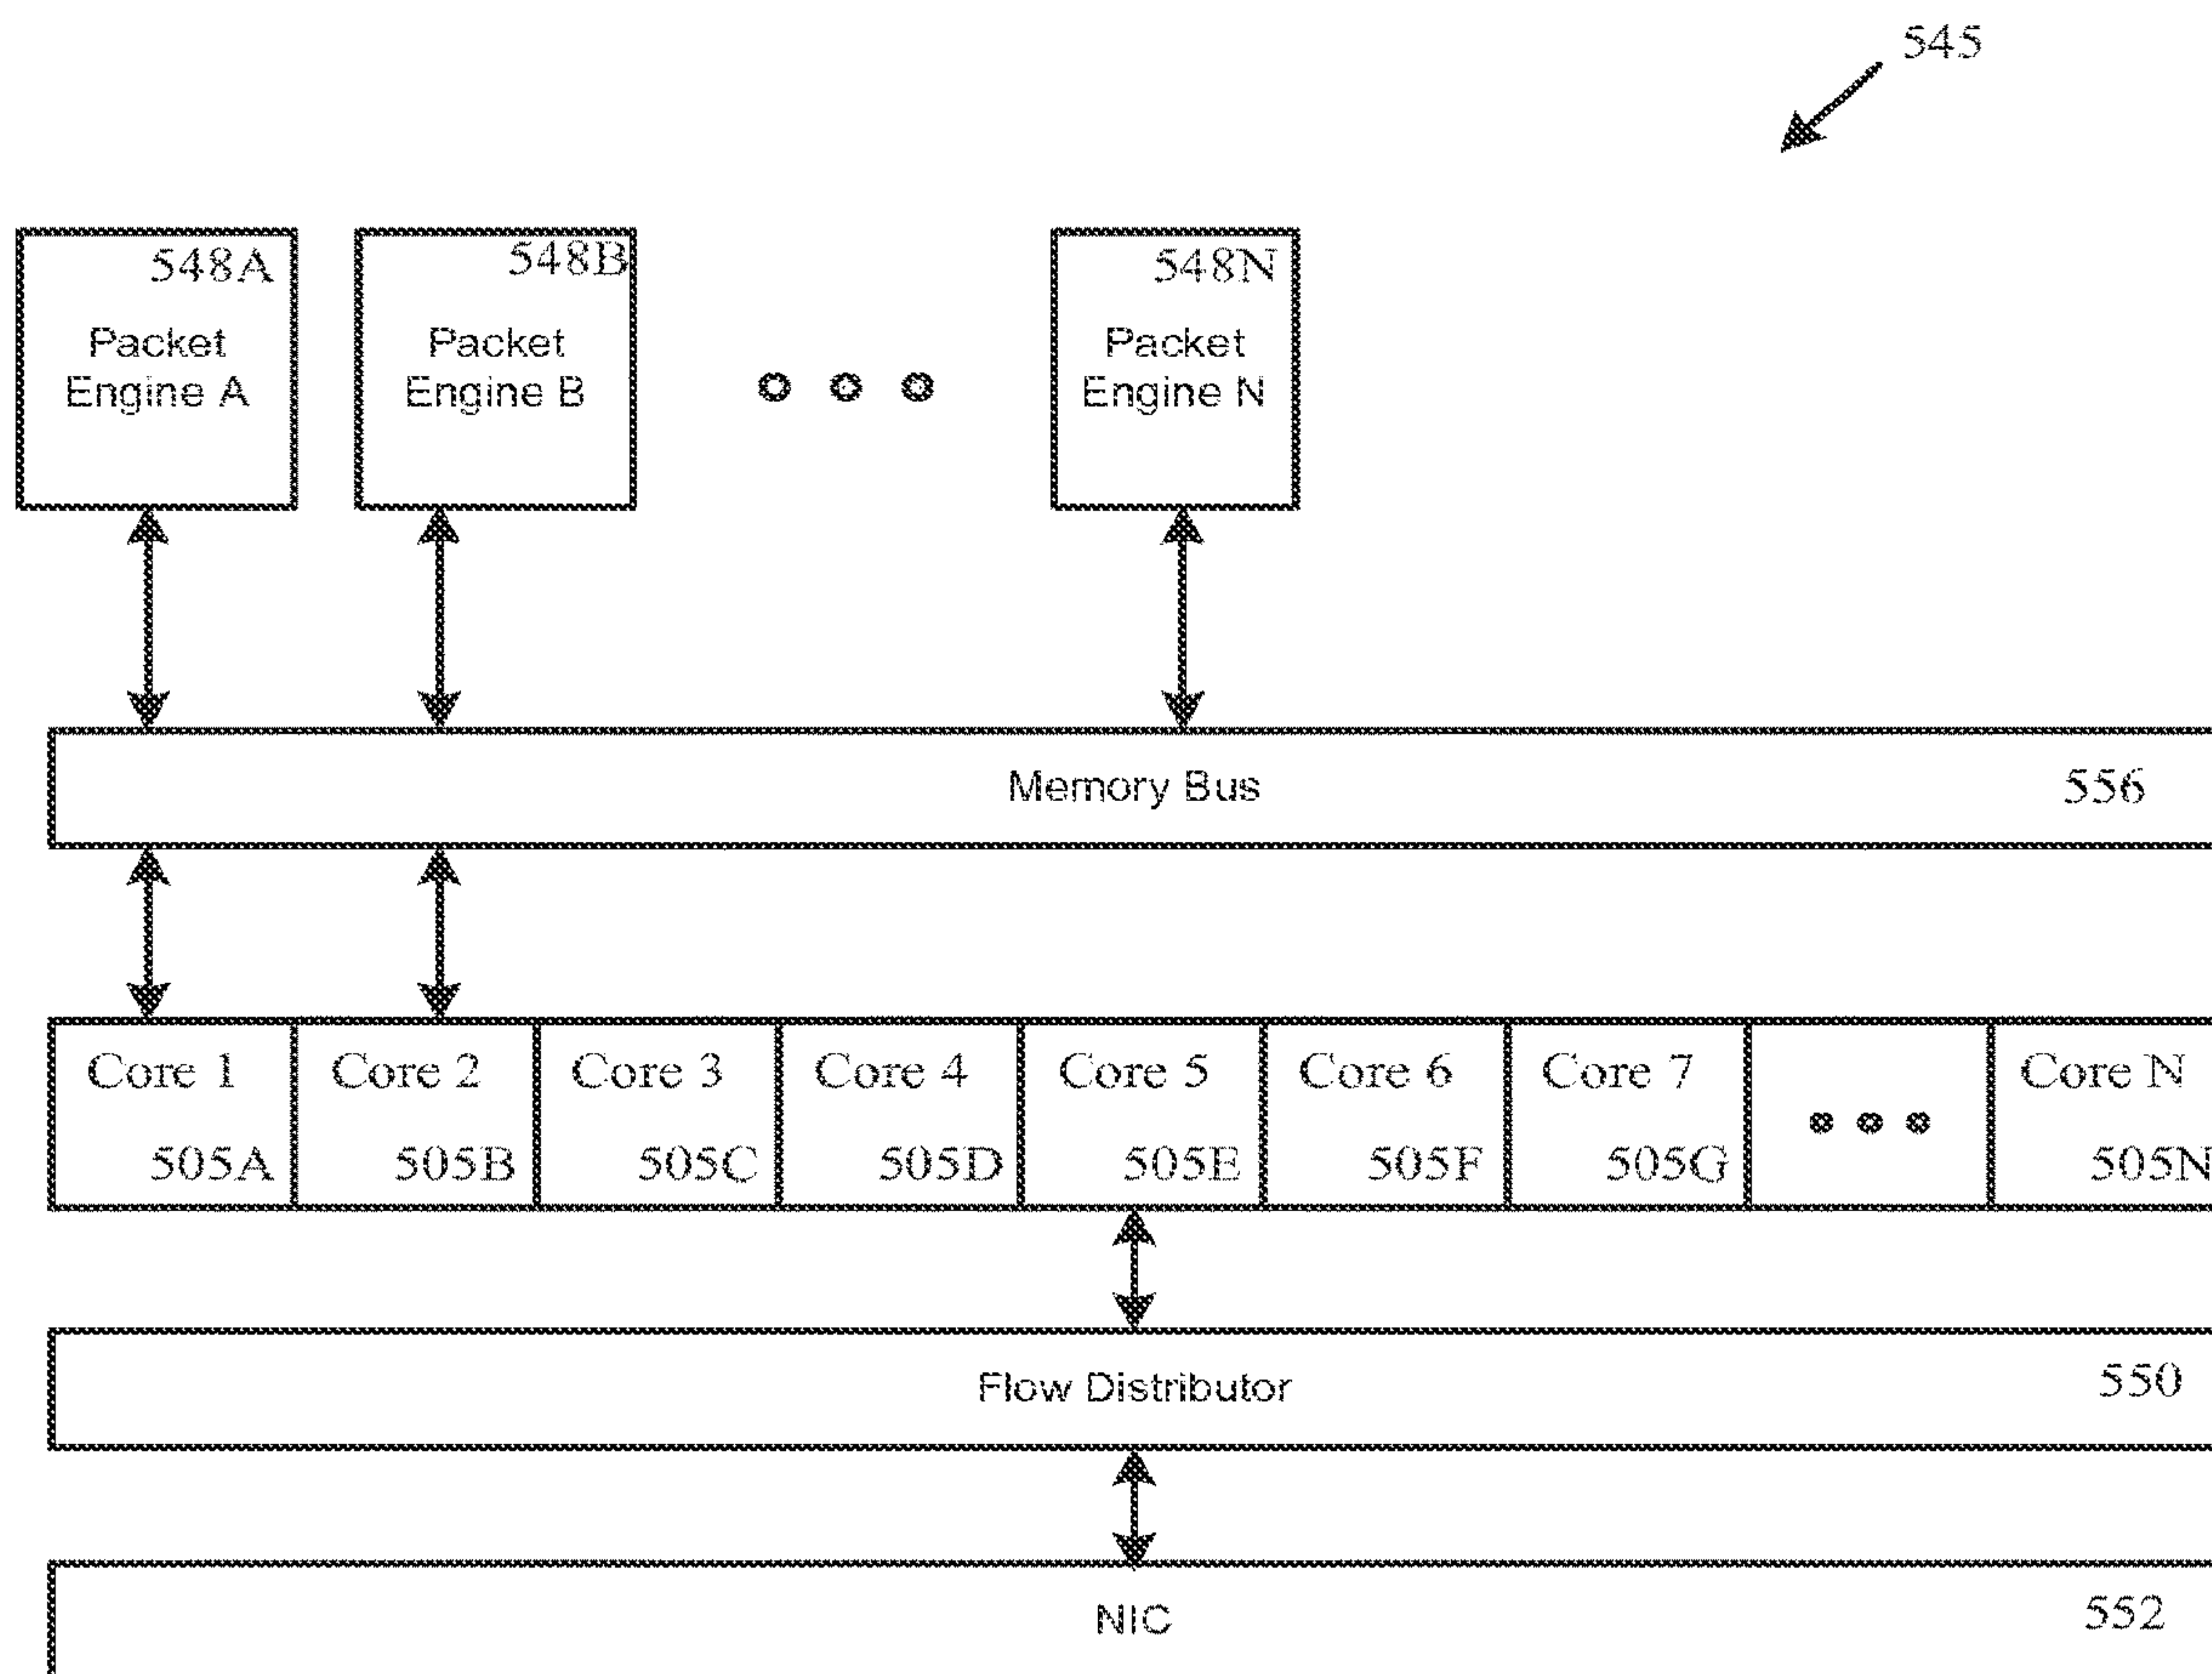 545
548A
Packet
Engine A
548B
Packet
Engine B
548N
Packet
Engine N
Memory Bus 556
Core 1
505A
Core 2
505B
Core 3
505C
Core 4
505D
Core 5
505E
Core 6
505F
Core 7
505G
Core N
505N
Flow Distributor 550
NIC 552